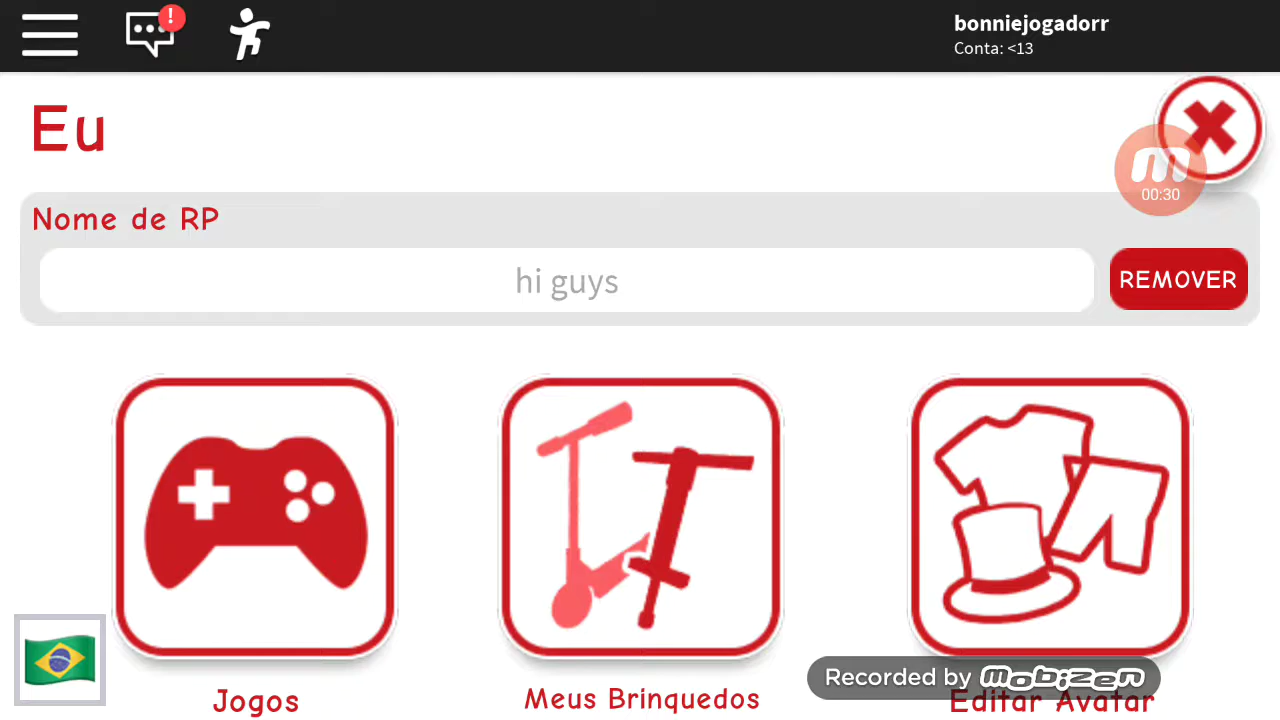 !
bonniejogadorr
Conta: <13
Eu
00:30
Nome de RP
hi guys
REMOVER
Jogos
Meus Brinquedos
Editar Avatar
Recorded by mobizen